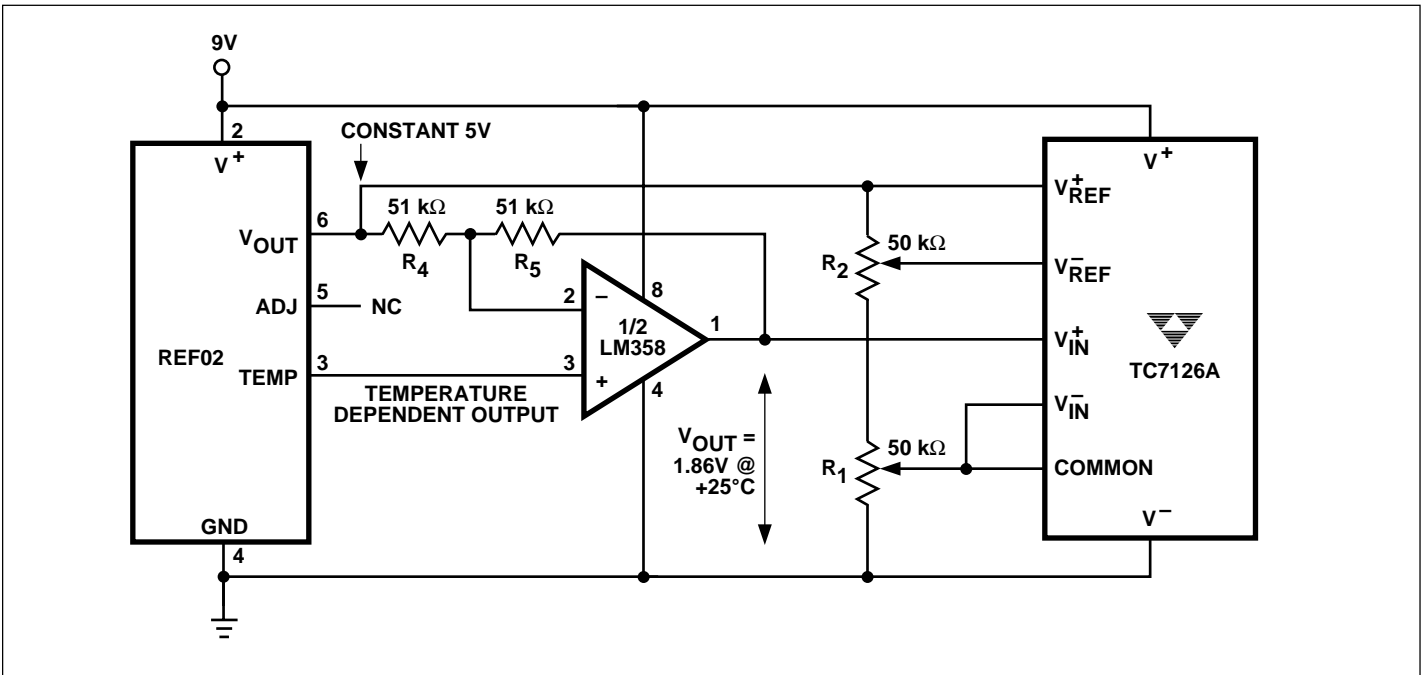 9V
2
V+
CONSTANT 5V
6
VOUT
51 kΩ
R4
51 kΩ
R5
5
ADJ
NC
REF02
3
TEMP
TEMPERATURE
DEPENDENT OUTPUT
GND
4
2
–
3
+
1/2
LM358
8
4
1
VOUT =
1.86V @
+25°C
50 kΩ
R2
50 kΩ
R1
V+
V+REF
V–REF
V+IN
V–IN
COMMON
V–
TC7126A